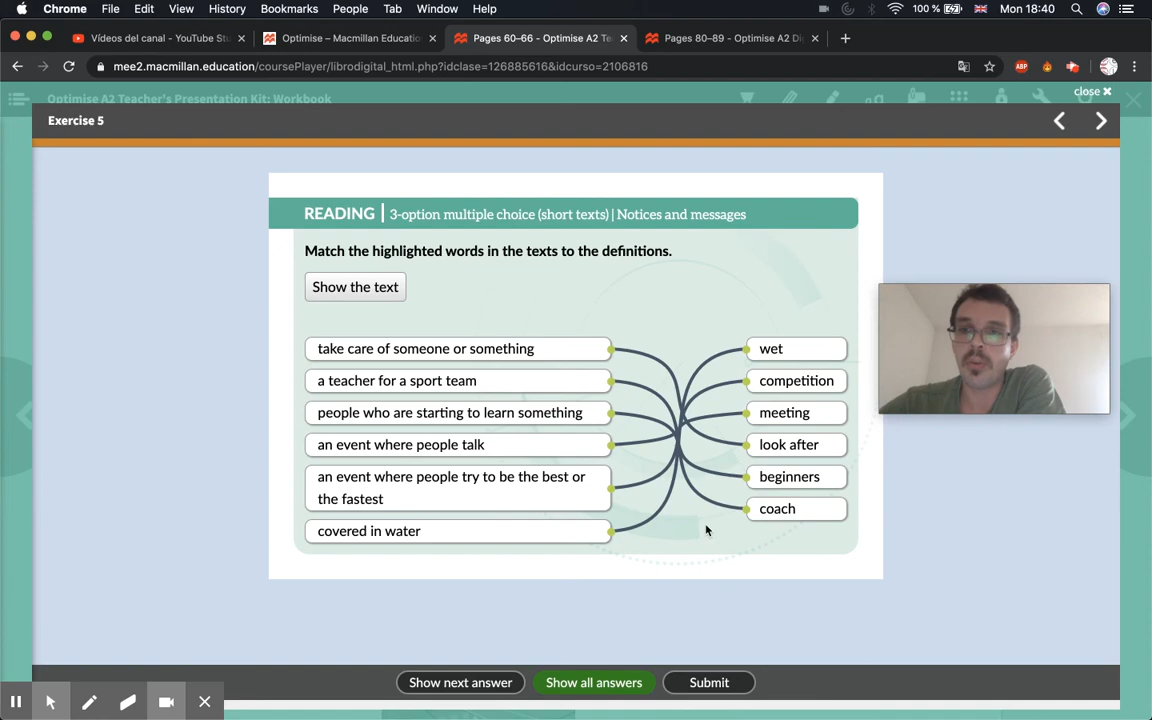 Chrome File Edit View History Bookmarks People Tab Window Help 100 % Mon 18:40
Vídeos del canal - YouTube Stu Optimise – Macmillan Educatio Pages 60–66 - Optimise A2 Te Pages 80–89 - Optimise A2 Di
mee2.macmillan.education/coursePlayer/librodigital_html.php?idclase=126885616&idcurso=2106816 ABP
Optimise A2 Teacher's Presentation Kit: Workbook
close ✖
Exercise 5
READING | 3-option multiple choice (short texts) | Notices and messages
Match the highlighted words in the texts to the definitions.
Show the text
take care of someone or something
wet
a teacher for a sport team
competition
people who are starting to learn something
meeting
an event where people talk
look after
an event where people try to be the best or
the fastest
beginners
coach
covered in water
Show next answer Show all answers Submit